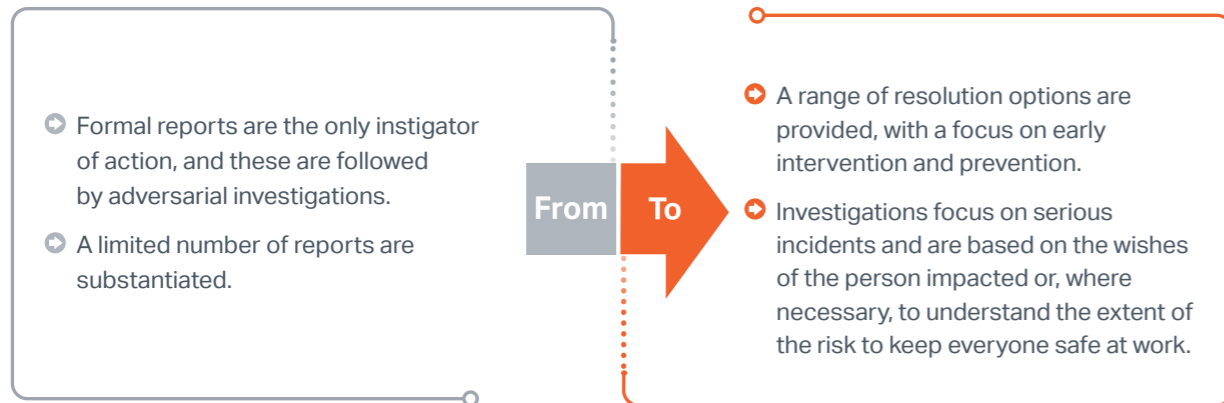 Formal reports are the only instigator
of action, and these are followed
by adversarial investigations.
A limited number of reports are
substantiated.
From
To
A range of resolution options are
provided, with a focus on early
intervention and prevention.
Investigations focus on serious
incidents and are based on the wishes
of the person impacted or, where
necessary, to understand the extent of
the risk to keep everyone safe at work.